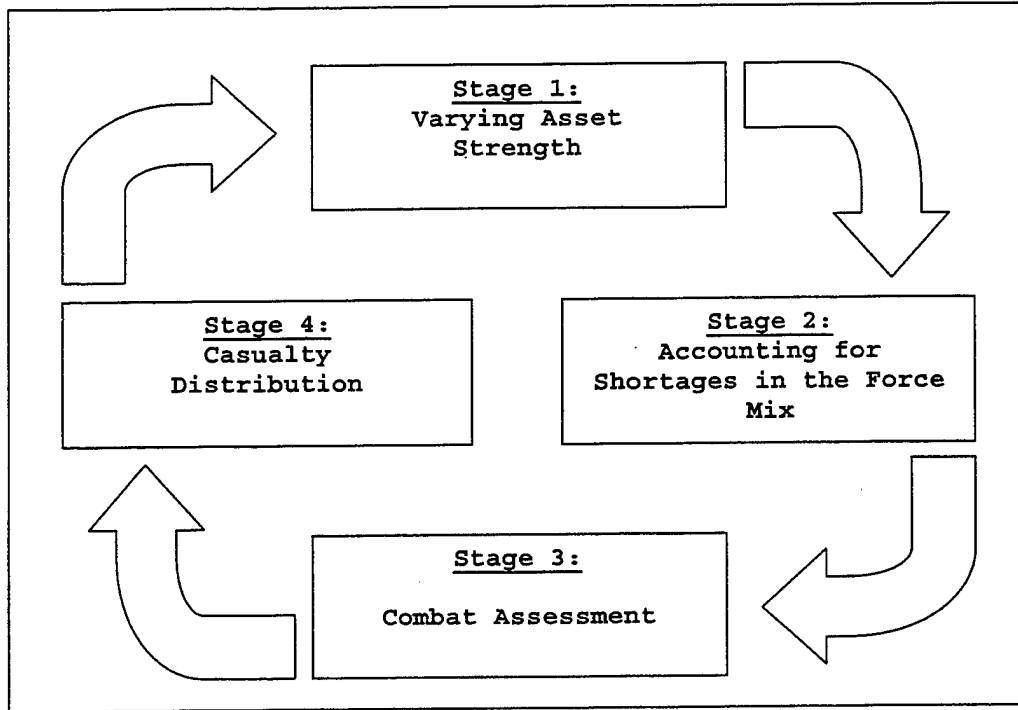 Stage 1:
Varying Asset
Strength
Stage 2:
Accounting for
Shortages in the Force
Mix
Stage 3:
Combat Assessment
Stage 4:
Casualty
Distribution